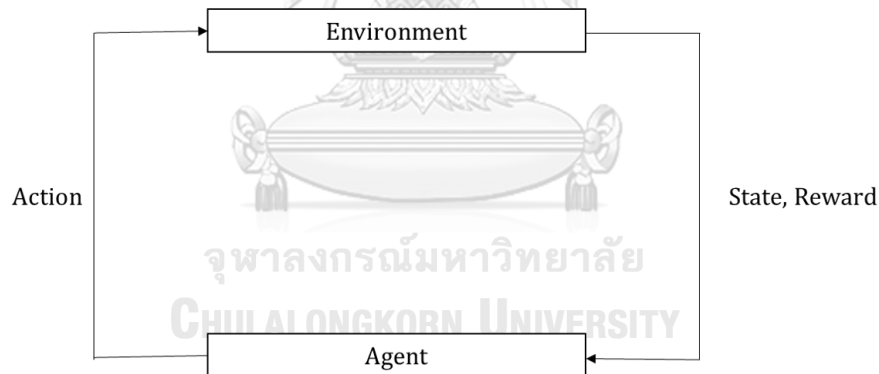 Environment
Action
State, Reward
จุฬาลงกรณ์มหาวิทยาลัย
CHULALONGKORN UNIVERSITY
Agent